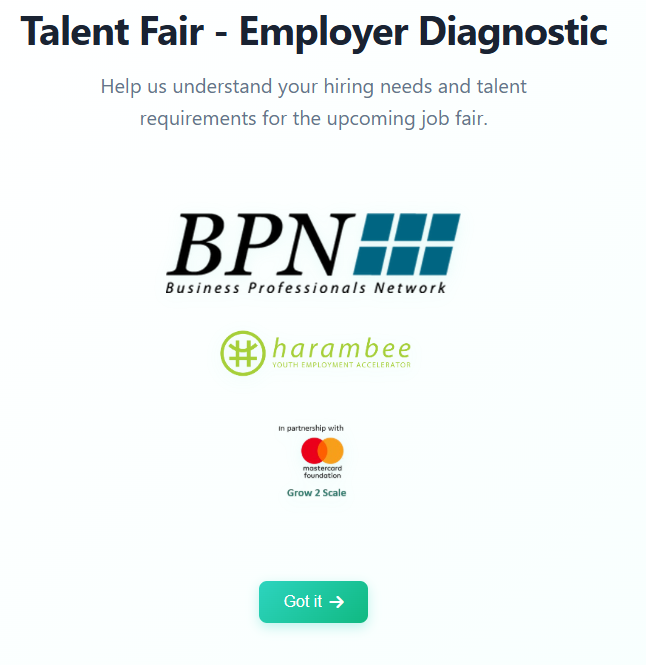 Talent Fair - Employer Diagnostic
Help us understand your hiring needs and talent
requirements for the upcoming job fair.
BPN
Business Professionals Network
harambee
YOUTH EMPLOYMENT ACCELERATOR
In partnership with
mastercard
foundation
Grow 2 Scale
Got it →